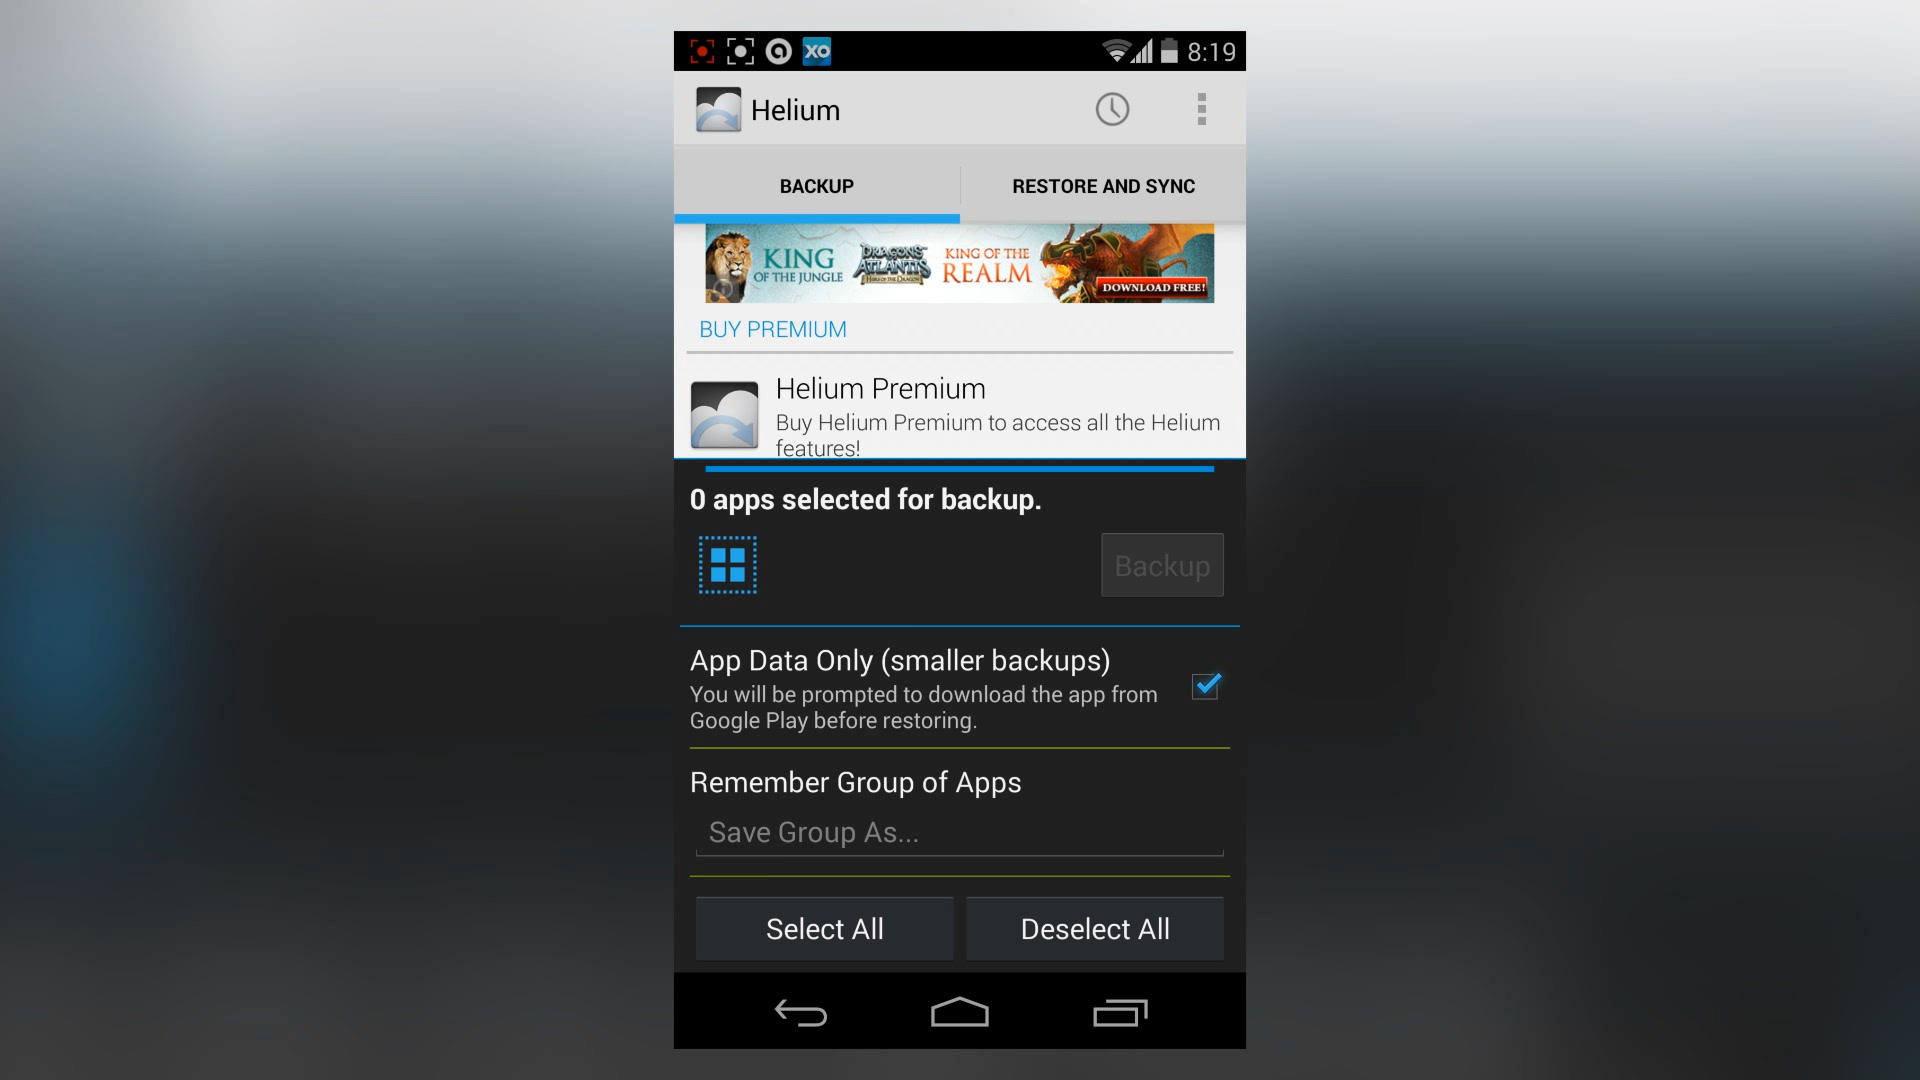 XO
8:19
Helium
BACKUP
RESTORE AND SYNC
KING
OF THE JUNGLE
DRAGONS
ATLANTIS
KING OF THE
REALM
DOWNLOAD FREE!
BUY PREMIUM
Helium Premium
Buy Helium Premium to access all the Helium
features!
0 apps selected for backup.
Backup
App Data Only (smaller backups)
You will be prompted to download the app from
Google Play before restoring.
Remember Group of Apps
Save Group As...
Select All
Deselect All